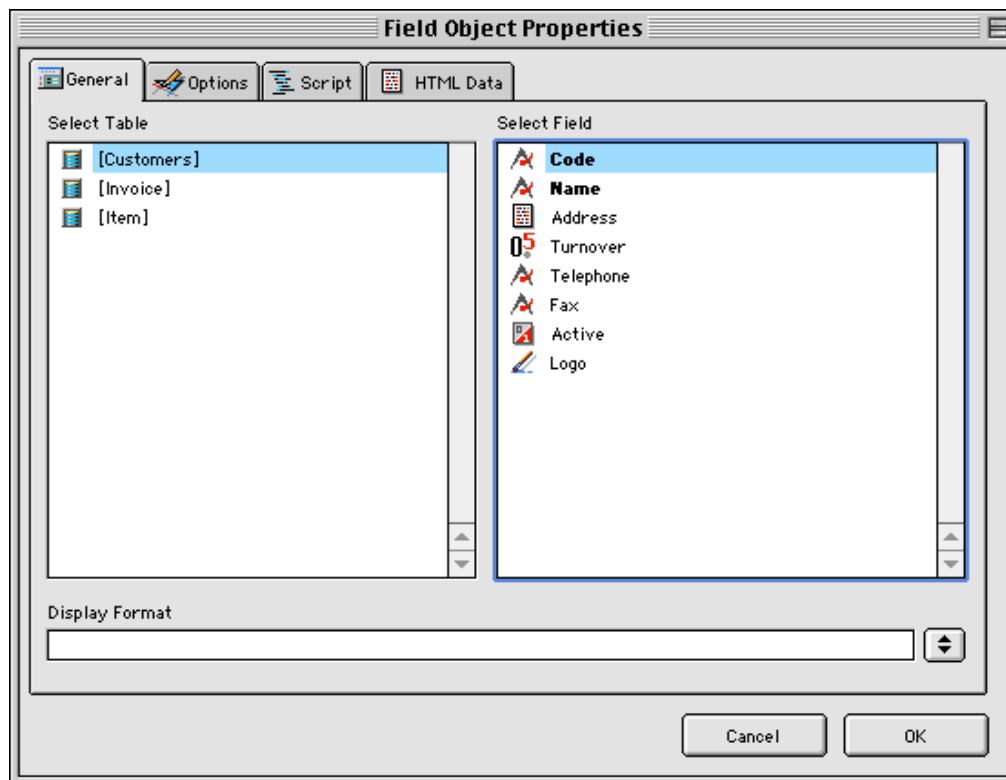 Field Object Properties
General Options Script HTML Data
Select Table Select Field
[Customers] Code
[Invoice] Name
[Item] Address
05 Turnover
Telephone
Fax
Active
Logo
Display Format
Cancel OK